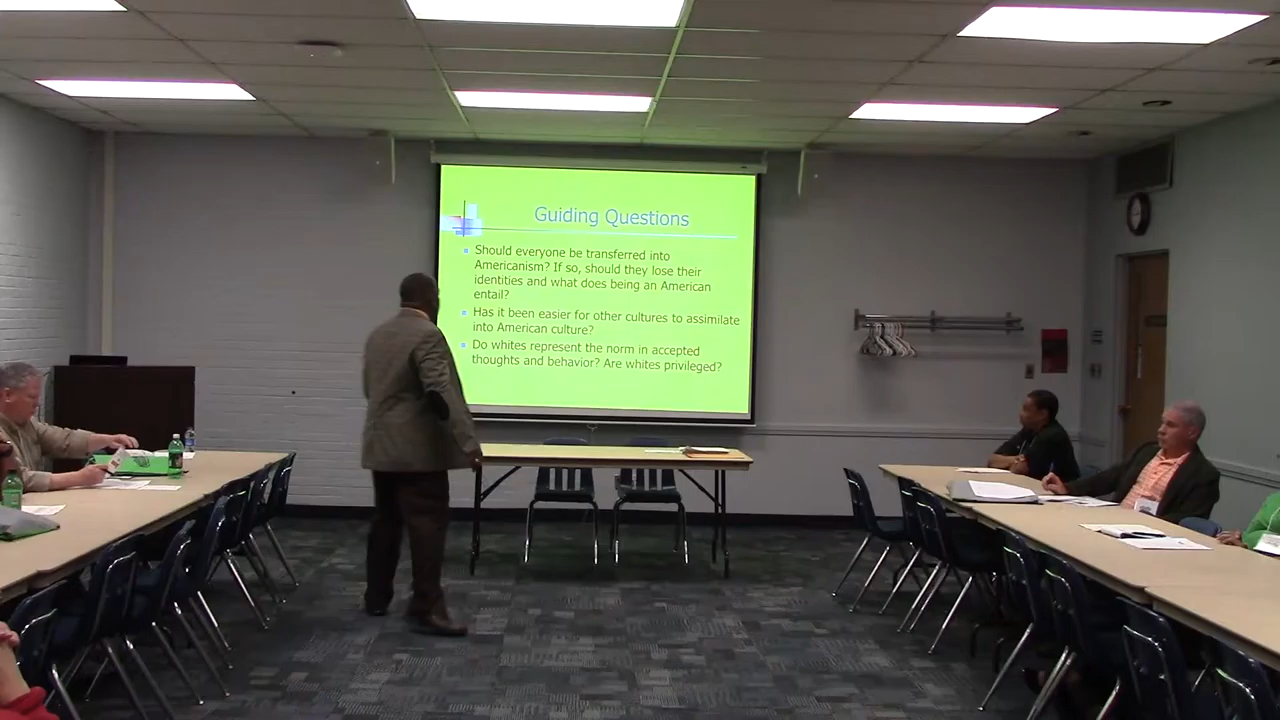 Guiding Questions
Should everyone be transferred into
Americanism? If so, should they lose their
identities and what does being an American
entail?
Has it been easier for other cultures to assimilate
into American culture?
Do whites represent the norm in accepted
thoughts and behavior? Are whites privileged?